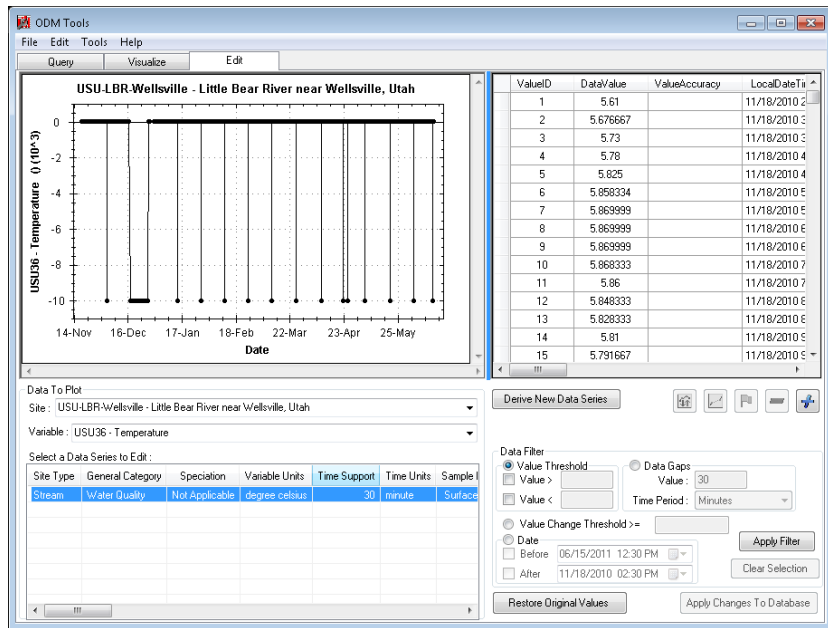 ODM Tools
File Edit Tools Help
Query Visualize Edit
USU-LBR-Wellsville - Little Bear River near Wellsville, Utah
USU36 - Temperature () (10^3)
0
-2
-4
-6
-8
-10
14-Nov 16-Dec 17-Jan 18-Feb 22-Mar 23-Apr 25-May
Date
ValueID DataValue ValueAccuracy LocalDateTi
1 5.61 11/18/2010 2
2 5.676667 11/18/2010 3
3 5.73 11/18/2010 3
4 5.78 11/18/2010 4
5 5.825 11/18/2010 4
6 5.858334 11/18/2010 5
7 5.869999 11/18/2010 5
8 5.869999 11/18/2010 6
9 5.869999 11/18/2010 6
10 5.868333 11/18/2010 7
11 5.86 11/18/2010 7
12 5.848333 11/18/2010 8
13 5.828333 11/18/2010 8
14 5.81 11/18/2010 9
15 5.791667 11/18/2010 9
Data To Plot
Site : USU-LBR-Wellsville - Little Bear River near Wellsville, Utah
Variable : USU36 - Temperature
Select a Data Series to Edit :
Site Type General Category Speciation Variable Units Time Support Time Units Sample
Stream Water Quality Not Applicable degree celsius 30 minute Surface
Derive New Data Series
Data Filter
Value Threshold
Value >
Value <
Data Gaps
Value : 30
Time Period : Minutes
Value Change Threshold >=
Date
Before 06/15/2011 12:30 PM
After 11/18/2010 02:30 PM
Apply Filter
Clear Selection
Restore Original Values
Apply Changes To Database